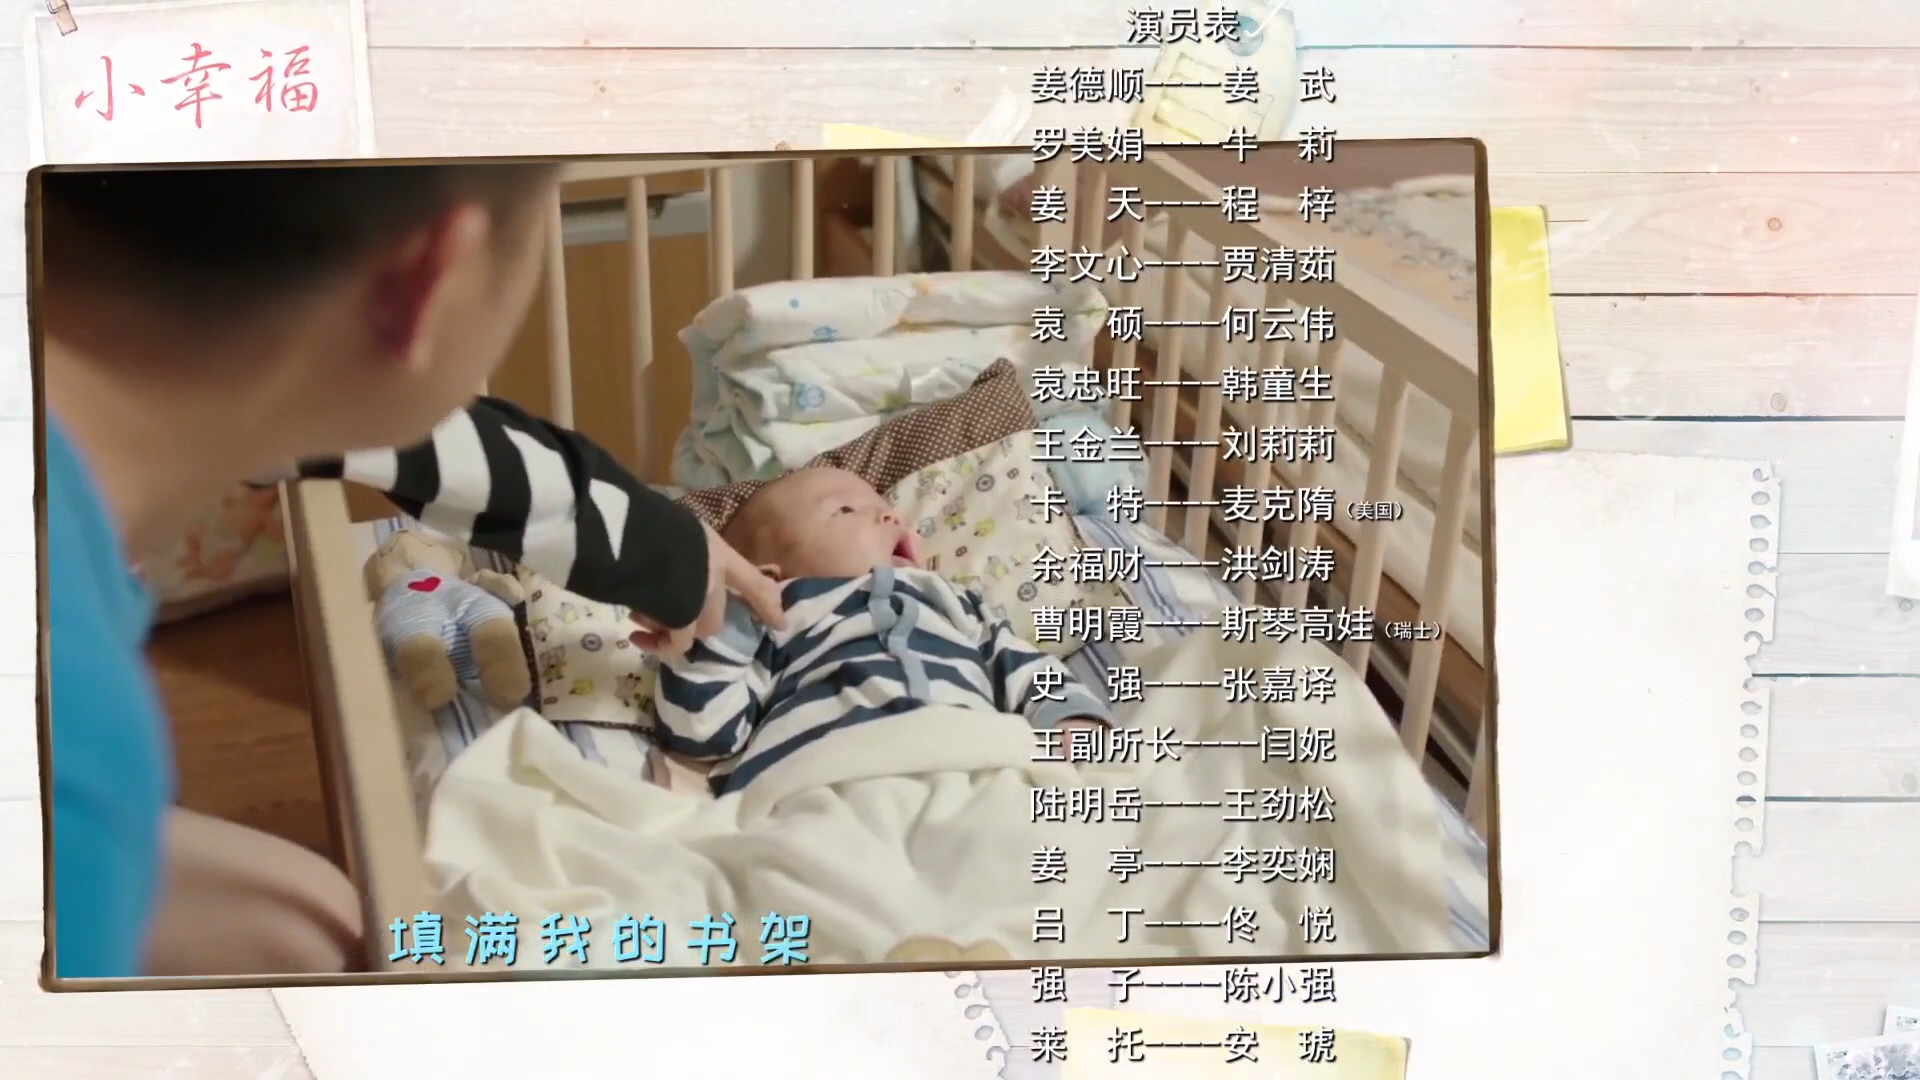 小幸福
演员表
姜德顺----姜　武
罗美娟----牛　莉
姜　天----程　梓
李文心----贾清茹
袁　硕----何云伟
袁忠旺----韩童生
王金兰----刘莉莉
卡　特----麦克隋（美国）
余福财----洪剑涛
曹明霞----斯琴高娃（瑞士）
史　强----张嘉译
王副所长----闫妮
陆明岳----王劲松
姜　亭----李奕娴
吕　丁----佟　悦
强　子----陈小强
莱　托----安　琥
填满我的书架